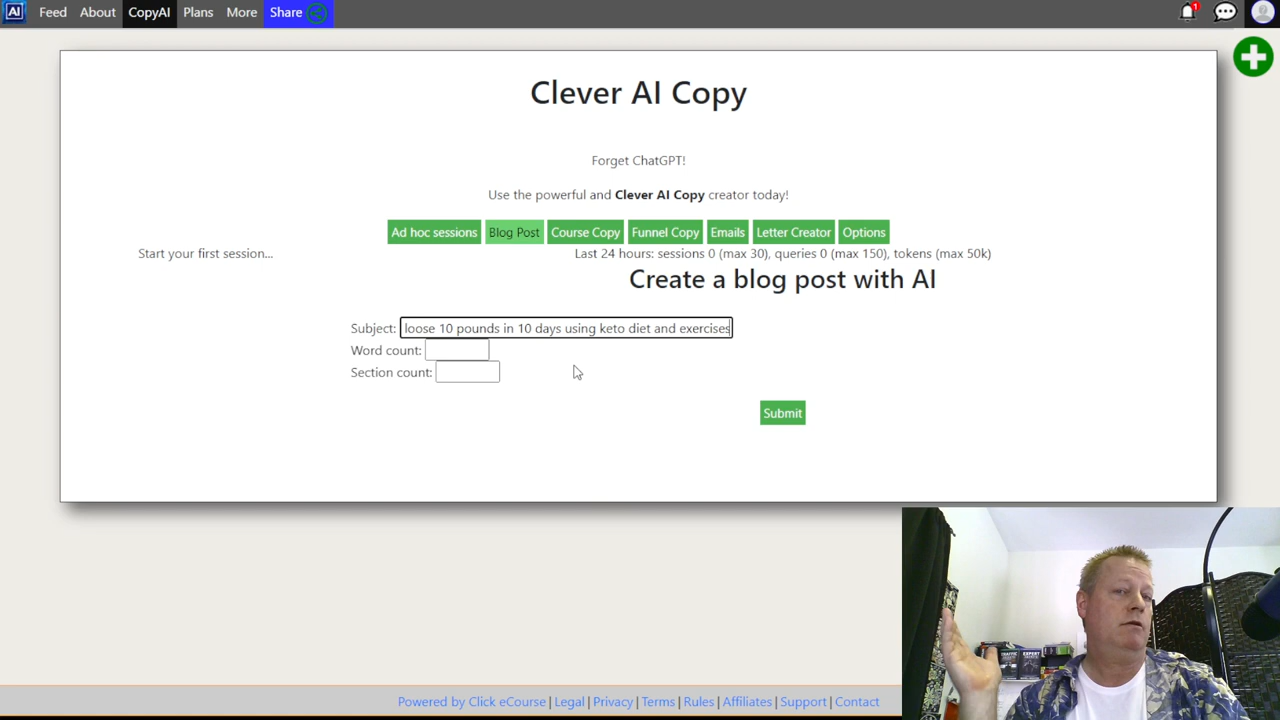 AI Feed About CopyAI Plans More Share 1
Clever AI Copy
Forget ChatGPT!
Use the powerful and Clever AI Copy creator today!
Ad hoc sessions Blog Post Course Copy Funnel Copy Emails Letter Creator Options
Start your first session... Last 24 hours: sessions 0 (max 30), queries 0 (max 150), tokens (max 50k)
Create a blog post with AI
Subject: loose 10 pounds in 10 days using keto diet and exercises
Word count:
Section count:
Submit
Powered by Click eCourse | Legal | Privacy | Terms | Rules | Affiliates | Support | Contact